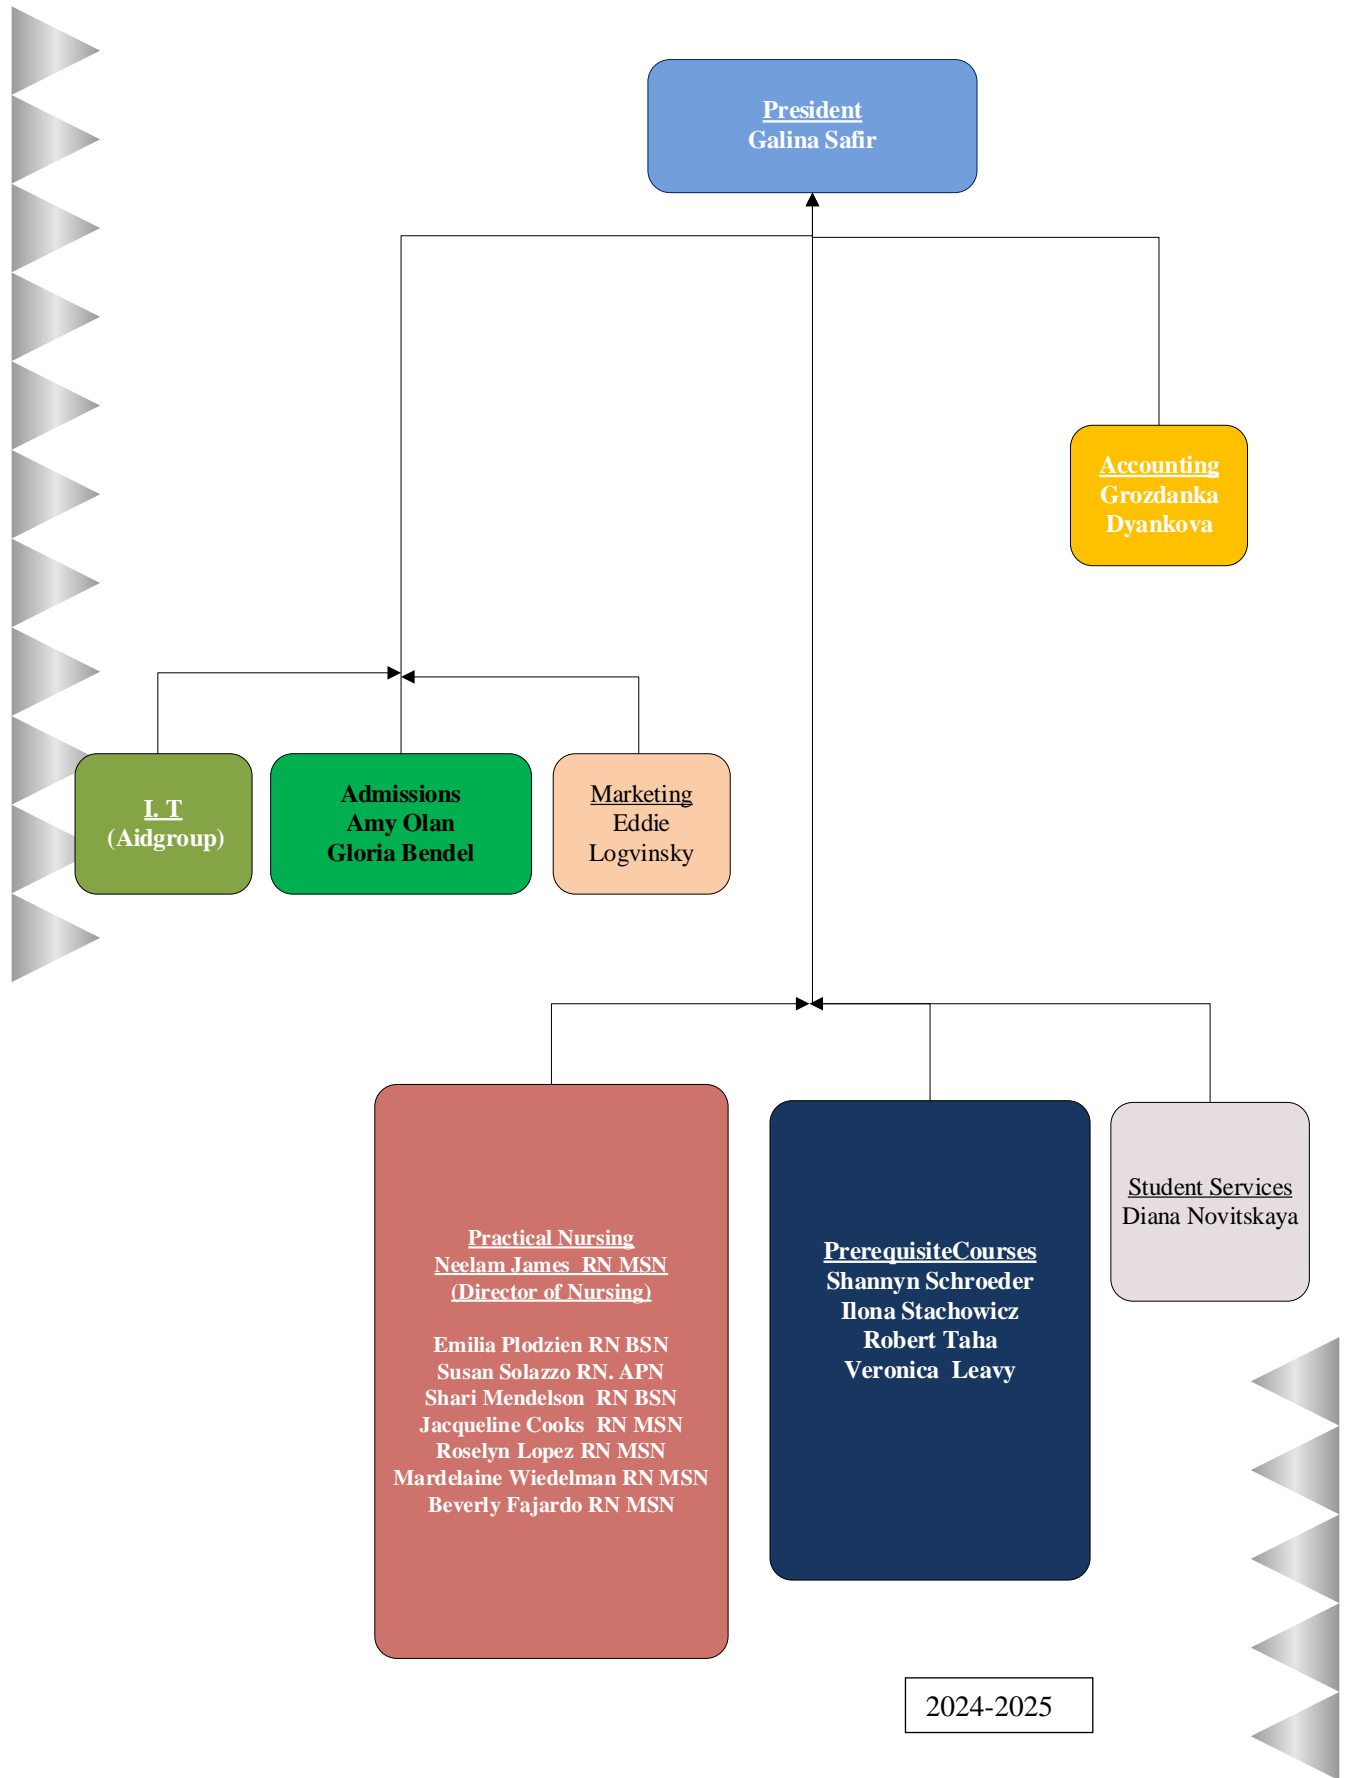 President
Galina Safir
Accounting
Grozdanka
Dyankova
I. T
(Aidgroup)
Admissions
Amy Olan
Gloria Bendel
Marketing
Eddie
Logvinsky
Practical Nursing
Neelam James  RN MSN
(Director of Nursing)
Emilia Plodzien RN BSN
Susan Solazzo RN. APN
Shari Mendelson  RN BSN
Jacqueline Cooks  RN MSN
Roselyn Lopez RN MSN
Mardelaine Wiedelman RN MSN
Beverly Fajardo RN MSN
PrerequisiteCourses
Shannyn Schroeder
Ilona Stachowicz
Robert Taha
Veronica  Leavy
Student Services
Diana Novitskaya
2024-2025